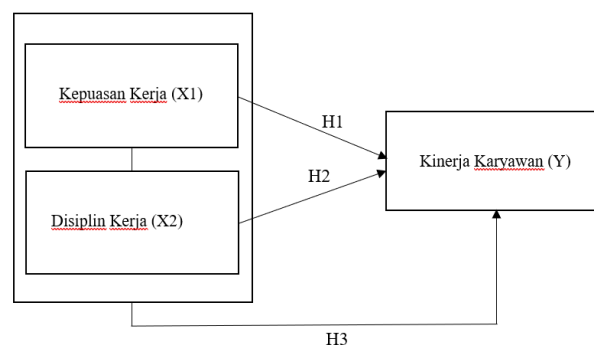 Kepuasan Kerja (X1)
H1
Kinerja Karyawan (Y)
H2
Disiplin Kerja (X2)
H3